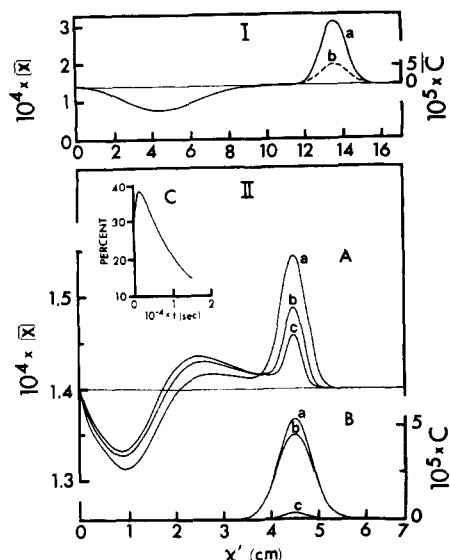 I
3
2
1
0
10⁴ × [X]
a
b
5
0
10⁵ × C
0 2 4 6 8 10 12 14 16
II
C
PERCENT
40
30
20
10
0 1 2
10⁻⁴ × t (sec)
A
a
b
c
10⁴ × [X]
1.5
1.4
1.3
B
a
b
c
5
0
10⁵ × C
0 1 2 3 4 5 6 7
χ' (cm)